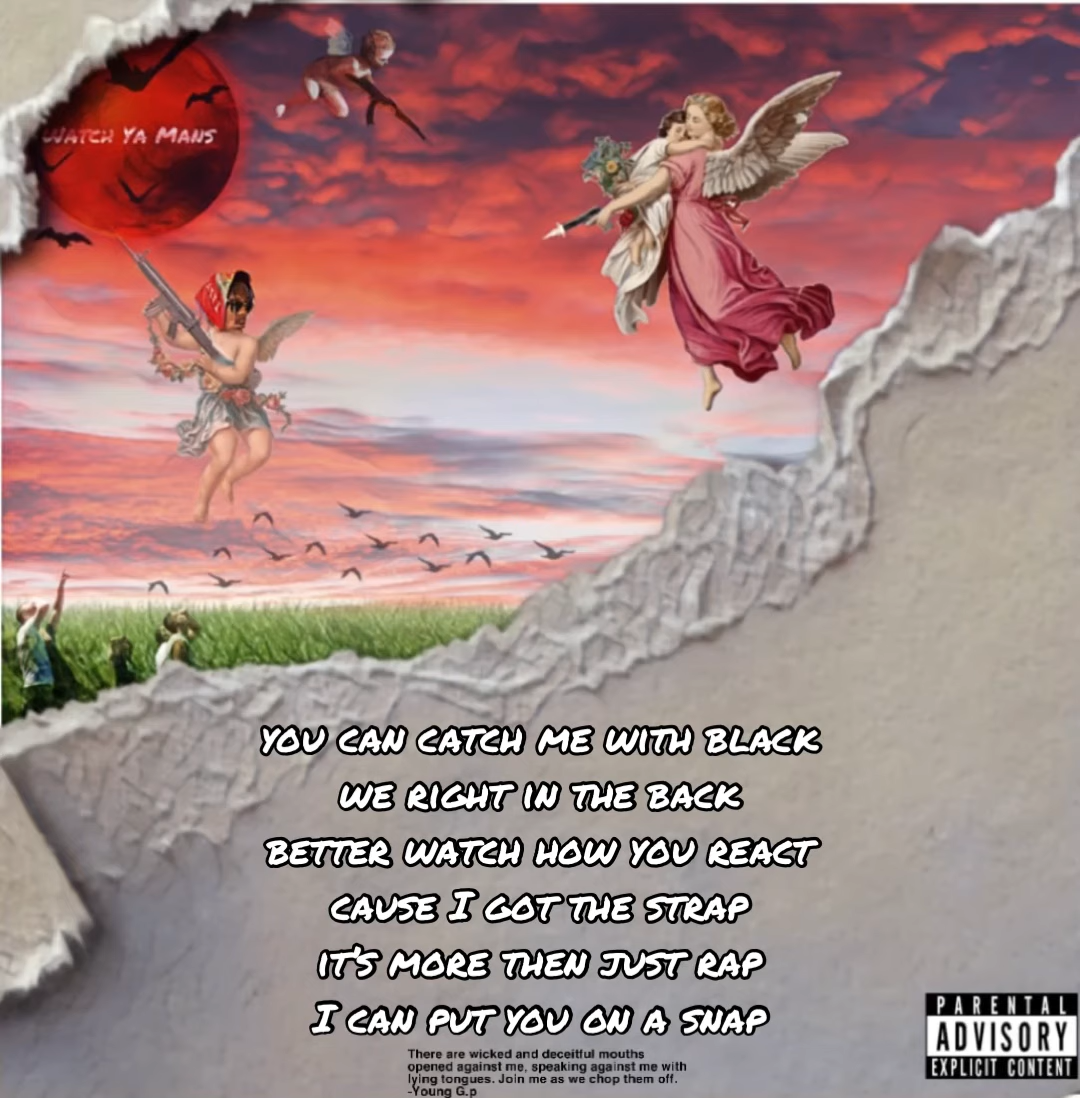 Watch Ya Mans
YOU CAN CATCH ME WITH BLACK
WE RIGHT IN THE BACK
BETTER WATCH HOW YOU REACT
CAUSE I GOT THE STRAP
IT'S MORE THEN JUST RAP
I CAN PUT YOU ON A SNAP
There are wicked and deceitful mouths
opened against me, speaking against me with
lying tongues. Join me as we chop them off.
-Young G.p
PARENTAL
ADVISORY
EXPLICIT CONTENT